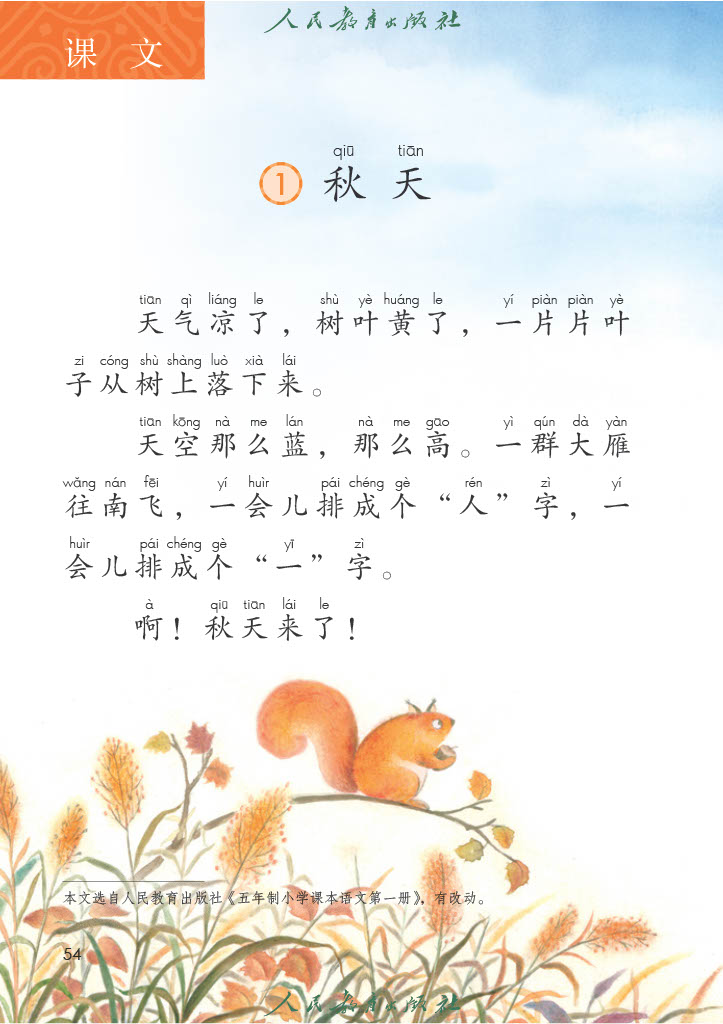 人民教育出版社
课 文
qiū tiān
1 秋 天
tiān qì liáng le shù yè huáng le yí piàn piàn yè
天气凉了，树叶黄了，一片片叶
zi cóng shù shàng luò xià lái
子从树上落下来。
tiān kōng nà me lán nà me gāo yì qún dà yàn
天空那么蓝，那么高。一群大雁
wǎng nán fēi yí huìr pái chéng gè rén zì yí
往南飞，一会儿排成个“人”字，一
huìr pái chéng gè yī zì
会儿排成个“一”字。
à qiū tiān lái le
啊！秋天来了！
本文选自人民教育出版社《五年制小学课本语文第一册》，有改动。
54
人民教育出版社